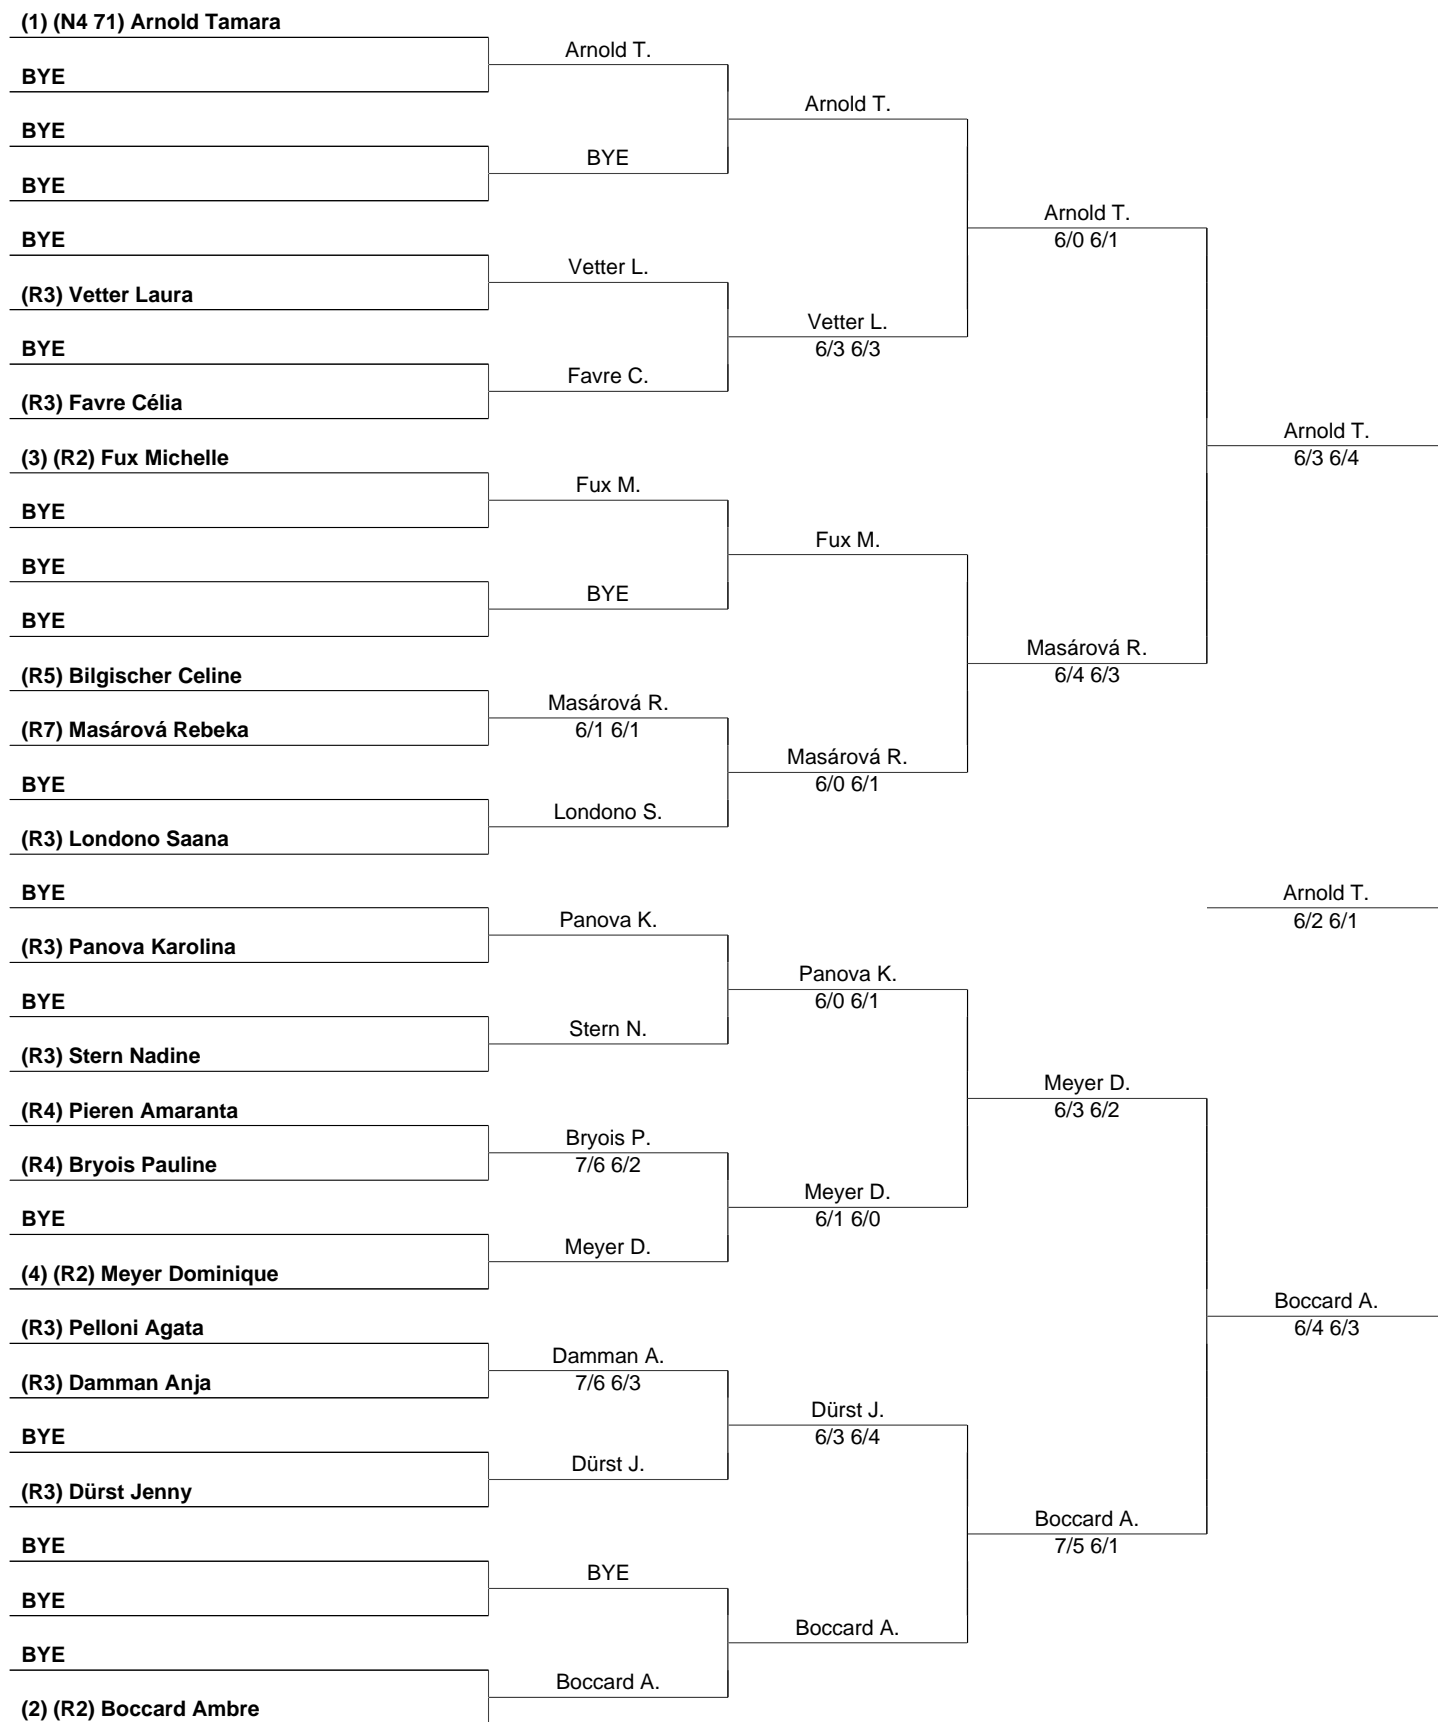 (1) (N4 71) Arnold Tamara
BYE
BYE
BYE
BYE
(R3) Vetter Laura
BYE
(R3) Favre Célia
(3) (R2) Fux Michelle
BYE
BYE
BYE
(R5) Bilgischer Celine
(R7) Masárová Rebeka
BYE
(R3) Londono Saana
BYE
(R3) Panova Karolina
BYE
(R3) Stern Nadine
(R4) Pieren Amaranta
(R4) Bryois Pauline
BYE
(4) (R2) Meyer Dominique
(R3) Pelloni Agata
(R3) Damman Anja
BYE
(R3) Dürst Jenny
BYE
BYE
BYE
(2) (R2) Boccard Ambre
Arnold T.
BYE
Vetter L.
Favre C.
Fux M.
BYE
Masárová R.
6/1 6/1
Londono S.
Panova K.
Stern N.
Bryois P.
7/6 6/2
Meyer D.
Damman A.
7/6 6/3
Dürst J.
BYE
Boccard A.
Arnold T.
Vetter L.
6/3 6/3
Fux M.
Masárová R.
6/0 6/1
Panova K.
6/0 6/1
Meyer D.
6/1 6/0
Dürst J.
6/3 6/4
Boccard A.
Arnold T.
6/0 6/1
Masárová R.
6/4 6/3
Meyer D.
6/3 6/2
Boccard A.
7/5 6/1
Arnold T.
6/3 6/4
Arnold T.
6/2 6/1
Boccard A.
6/4 6/3